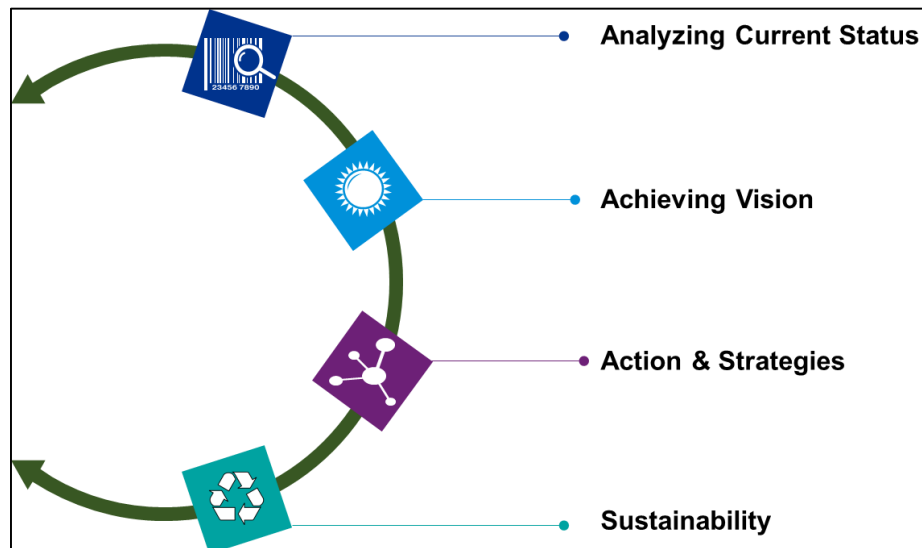 Analyzing Current Status
23456 7890
Achieving Vision
Action & Strategies
Sustainability